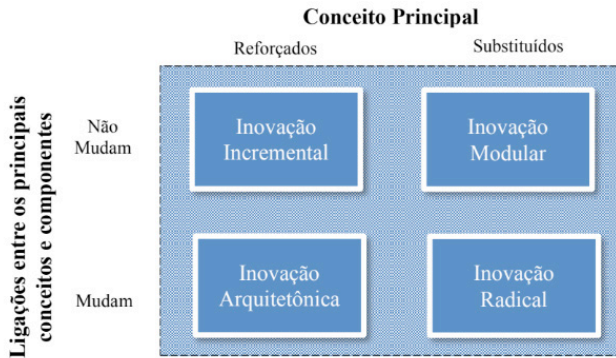 Conceito Principal
Reforçados
Substituídos
Ligações entre os principais
conceitos e componentes
Não
Mudam
Inovação
Incremental
Inovação
Modular
Mudam
Inovação
Arquitetônica
Inovação
Radical